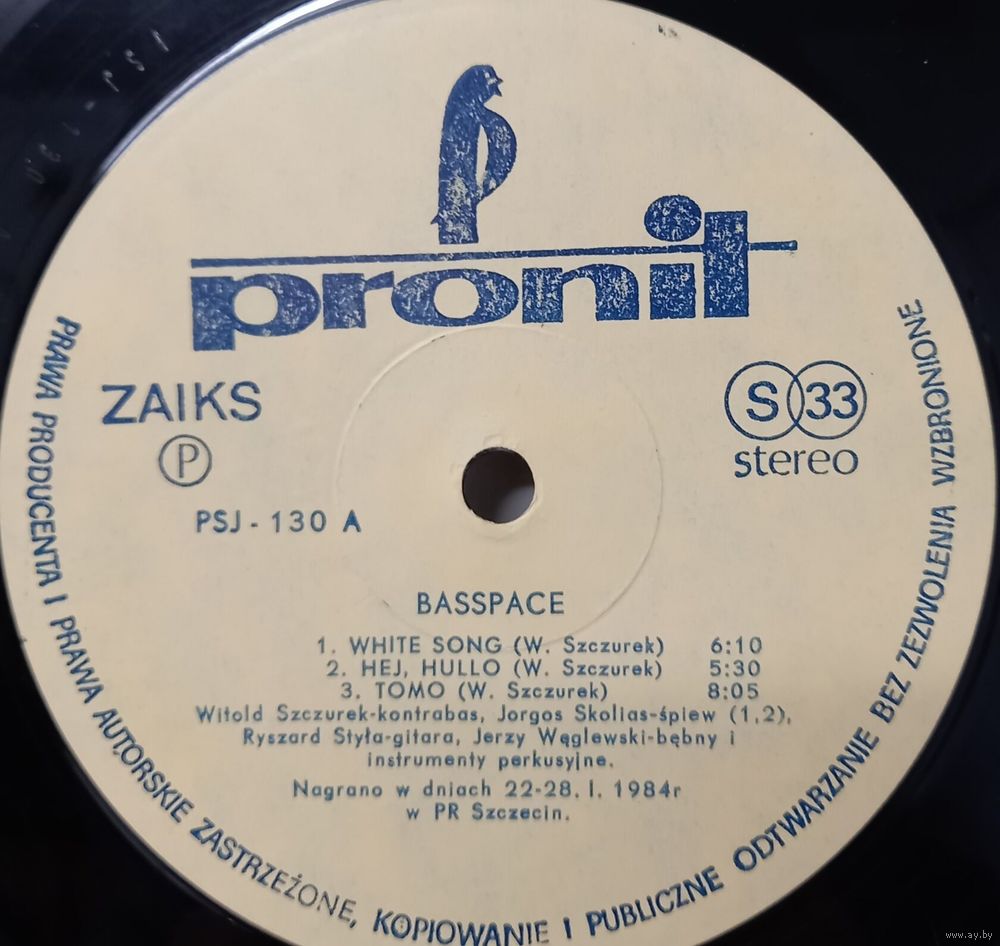 pronit
ZAIKS
P
S 33
stereo
PSJ - 130 A
BASSPACE
1. WHITE SONG (W. Szczurek) 6:10
2. HEJ, HULLO (W. Szczurek) 5:30
3. TOMO (W. Szczurek) 8:05
Witold Szczurek-kontrabas, Jorgos Skolias-śpiew (1,2),
Ryszard Styła-gitara, Jerzy Węglewski-bębny i
instrumenty perkusyjne.
Nagrano w dniach 22-28. I. 1984r
w PR Szczecin.
PRAWA PRODUCENTA I PRAWA AUTORSKIE ZASTRZEŻONE, KOPIOWANIE I PUBLICZNE ODTWARZANIE BEZ ZEZWOLENIA WZBRONIONE
www.ay.by